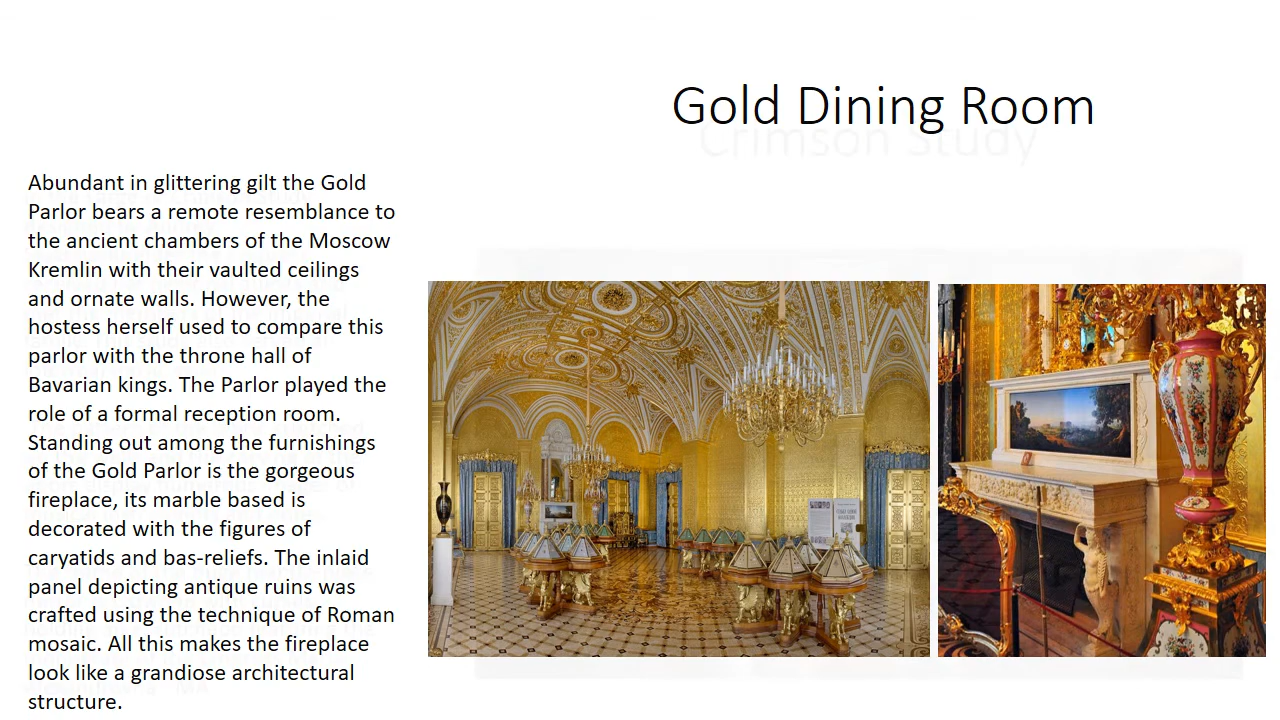 Gold Dining Room
Crimson Study
Abundant in glittering gilt the Gold
Parlor bears a remote resemblance to
the ancient chambers of the Moscow
Kremlin with their vaulted ceilings
and ornate walls. However, the
hostess herself used to compare this
parlor with the throne hall of
Bavarian kings. The Parlor played the
role of a formal reception room.
Standing out among the furnishings
of the Gold Parlor is the gorgeous
fireplace, its marble based is
decorated with the figures of
caryatids and bas-reliefs. The inlaid
panel depicting antique ruins was
crafted using the technique of Roman
mosaic. All this makes the fireplace
look like a grandiose architectural
structure.